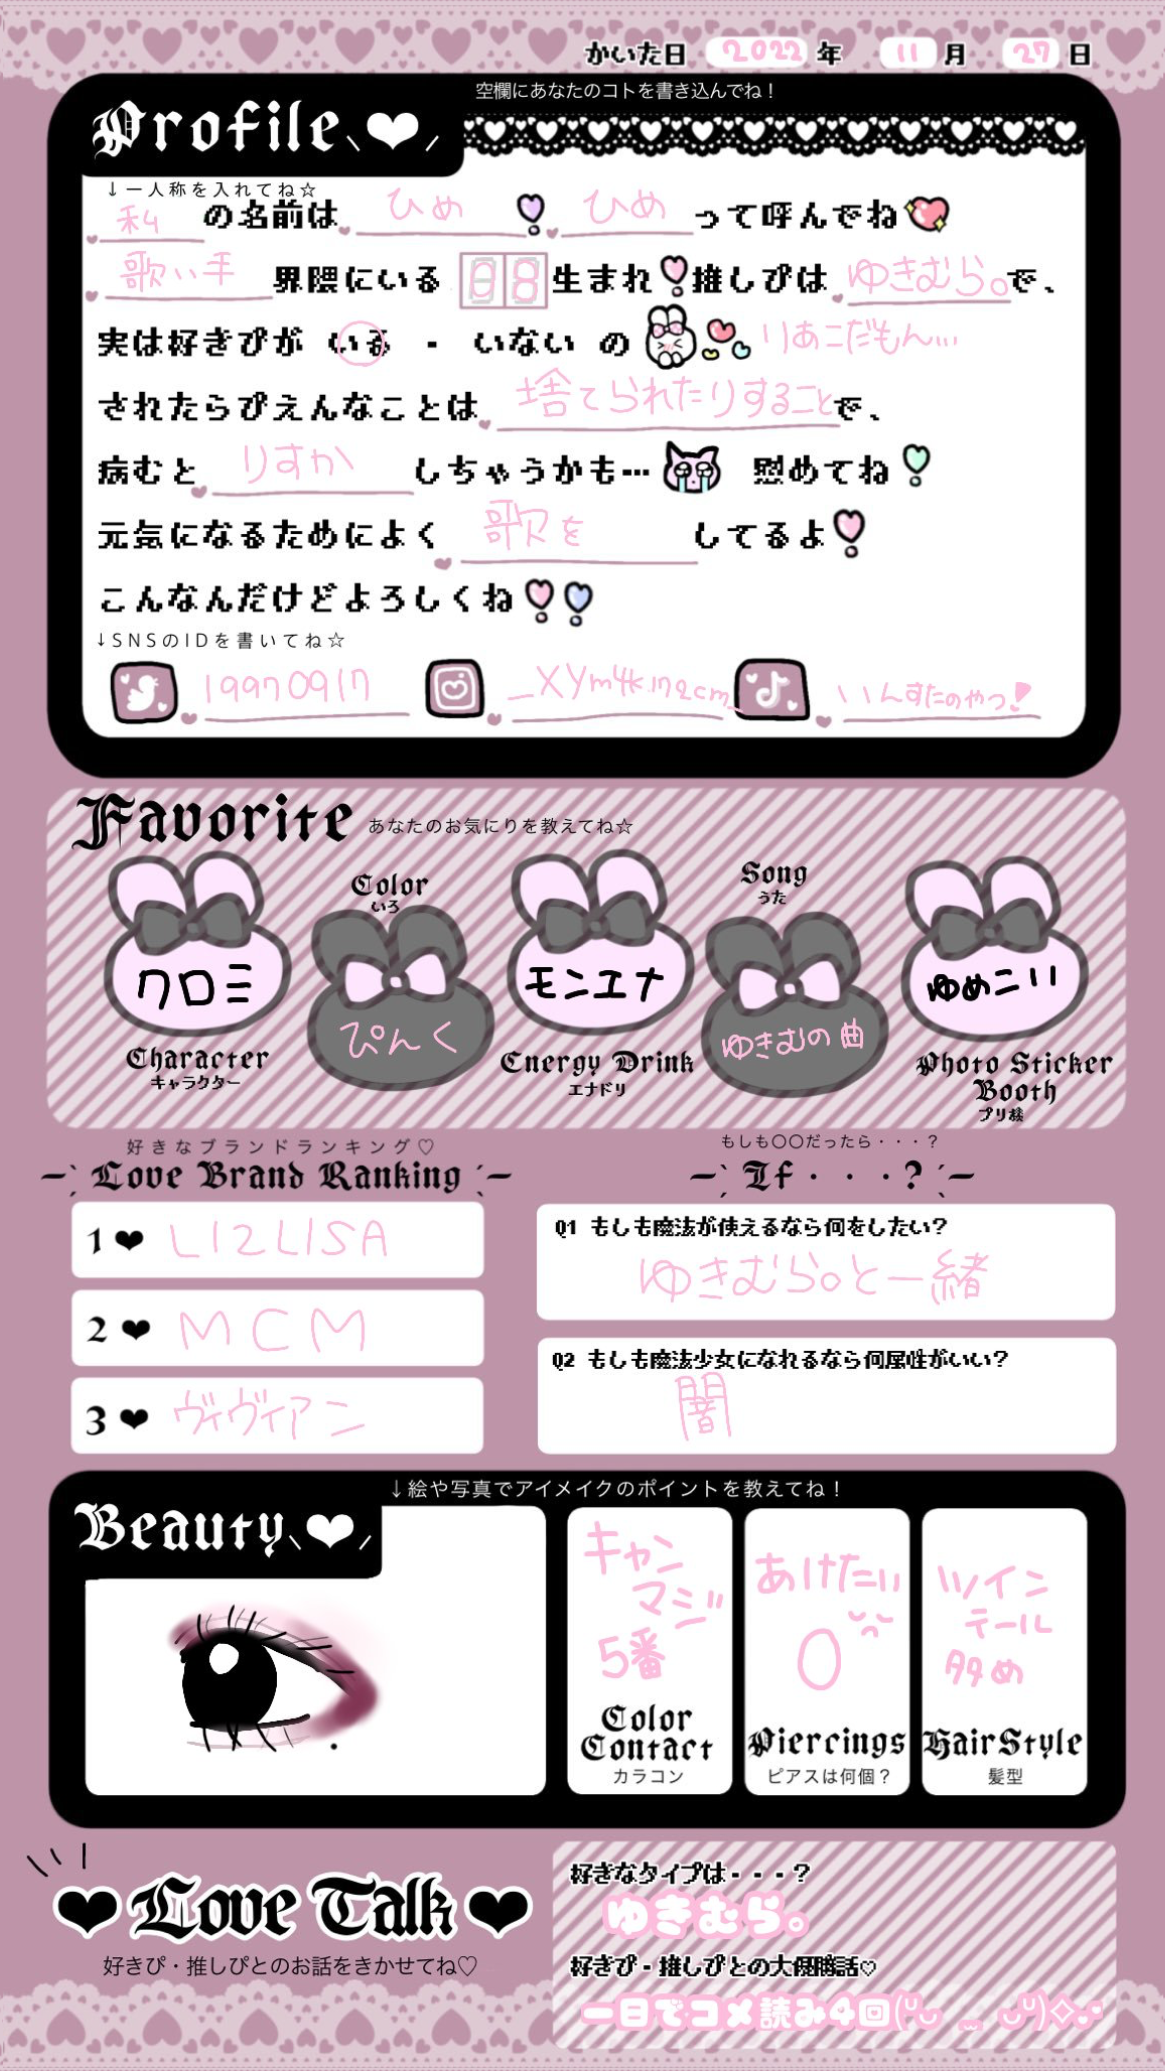 かいた日 2022 年 11 月 27 日
空欄にあなたのコトを書き込んでね！
Profile
↓一人称を入れてね☆
私 の名前は ひめ ひめ って呼んでね
歌い手 界隈にいる 08 生まれ 推しぴは ゆきむら。で、
実は好きぴが いる ・ いない の りあこだもん…
されたらぴえんなことは 捨てられたりすること で、
病むと りすか しちゃうかも… 慰めてね
元気になるためによく 歌を してるよ
こんなんだけどよろしくね
↓SNSのIDを書いてね☆
19970917 _XYm4k.172cm_ いんすたのやつ！
Favorite あなたのお気にりを教えてね☆
クロミ
Character
キャラクター
Color
いろ
ぴんく
モンエナ
Energy Drink
エナドリ
Song
うた
ゆきむの曲
ゆめこい
Photo Sticker
Booth
プリ機
好きなブランドランキング♡
Love Brand Ranking
1 ♥ LIZLISA
2 ♥ MCM
3 ♥ ヴィヴィアン
もしも〇〇だったら・・・？
If・・・?
Q1 もしも魔法が使えるなら何をしたい？
ゆきむら。と一緒
Q2 もしも魔法少女になれるなら何属性がいい？
闇
↓絵や写真でアイメイクのポイントを教えてね！
Beauty
キャン
マジ
5番
Color
Contact
カラコン
あけたい
0
Piercings
ピアスは何個？
ツイン
テール
多め
HairStyle
髪型
♥ Love Talk ♥
好きぴ・推しぴとのお話をきかせてね♡
好きなタイプは・・・？
ゆきむら。
好きぴ・推しぴとの大優勝話♡
一日でコメ読み4回